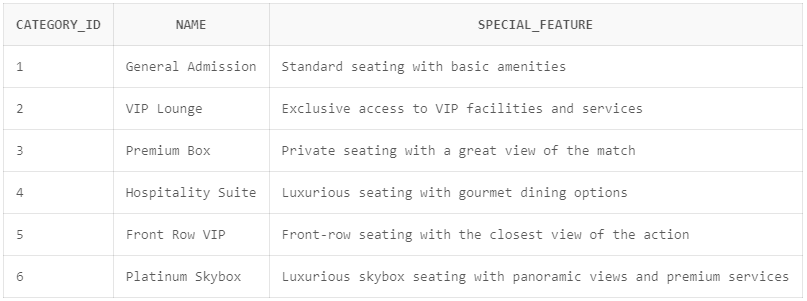 CATEGORY_ID NAME SPECIAL_FEATURE
1 General Admission Standard seating with basic amenities
2 VIP Lounge Exclusive access to VIP facilities and services
3 Premium Box Private seating with a great view of the match
4 Hospitality Suite Luxurious seating with gourmet dining options
5 Front Row VIP Front-row seating with the closest view of the action
6 Platinum Skybox Luxurious skybox seating with panoramic views and premium services